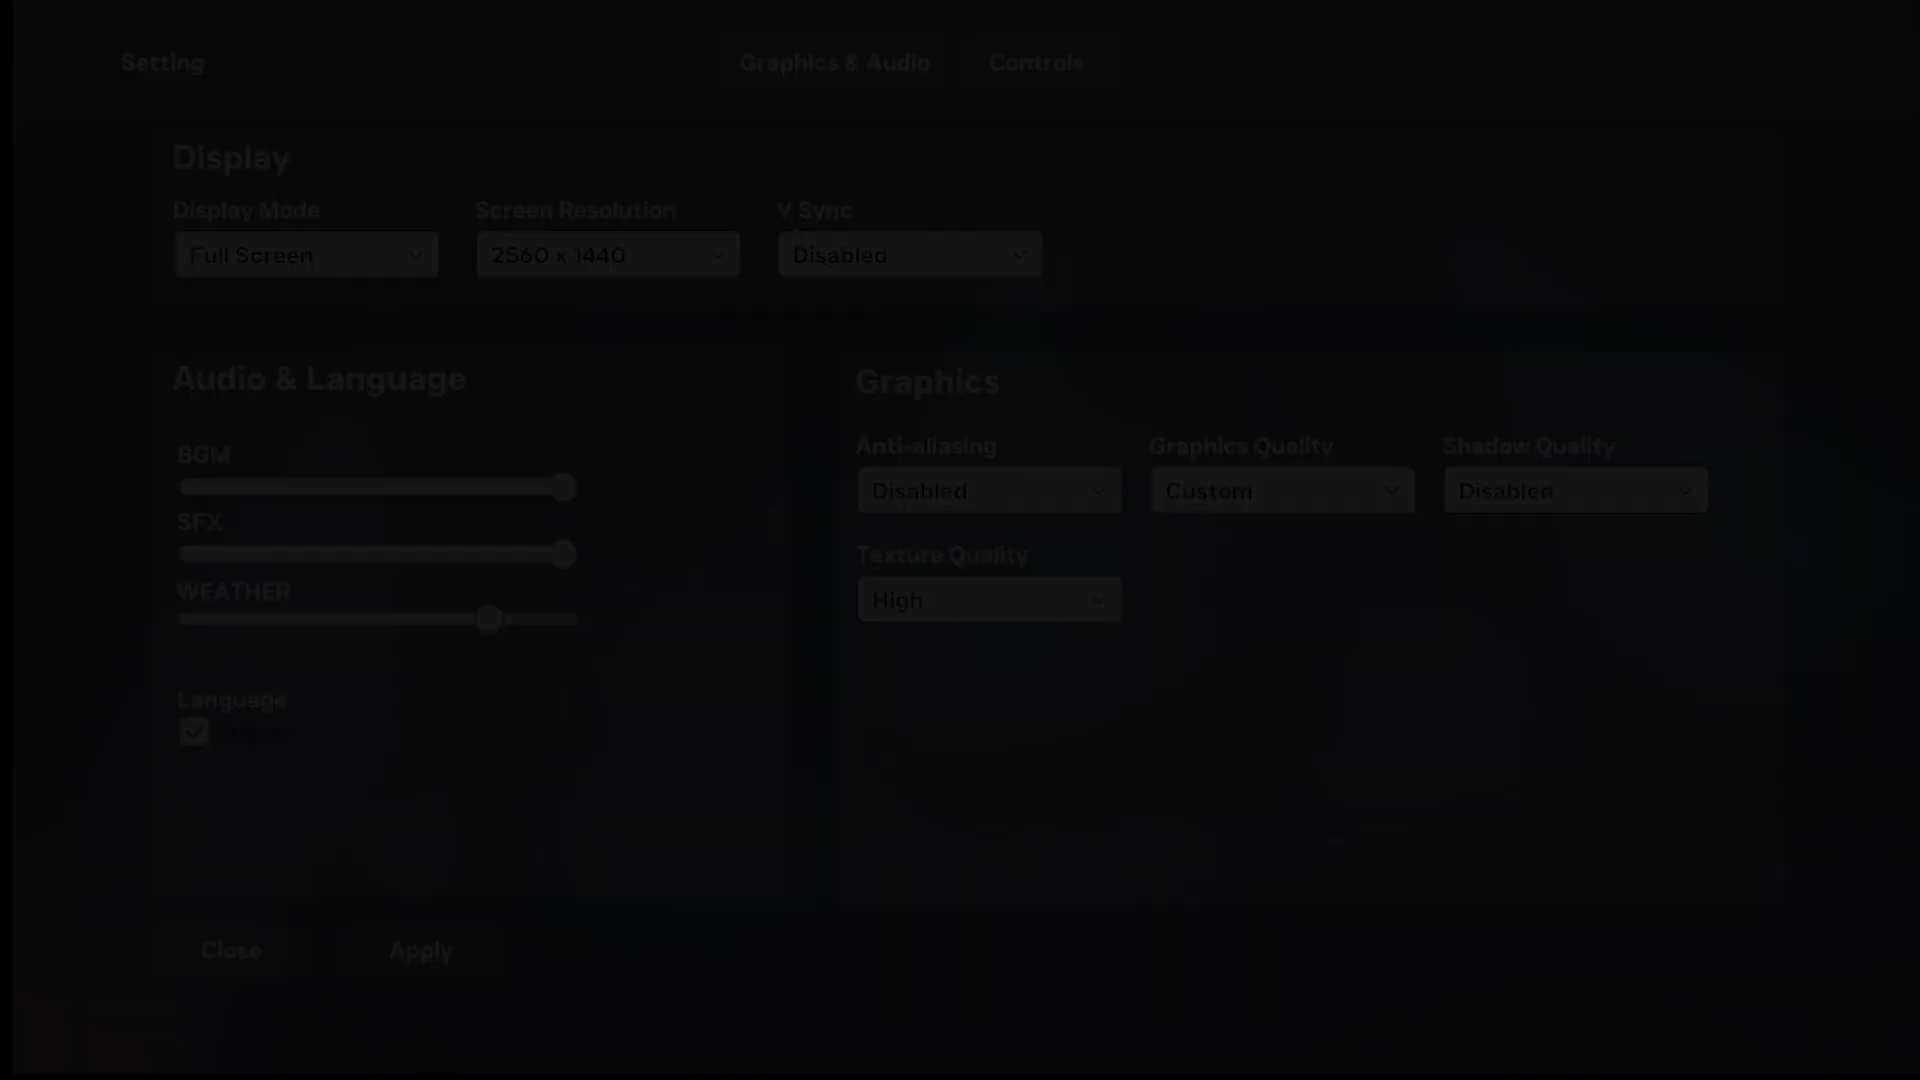 Setting
Graphics & Audio
Controls
Display
Display Mode
Screen Resolution
V Sync
Full Screen
2560 x 1440
Disabled
Audio & Language
BGM
SFX
WEATHER
Language
Graphics
Anti-aliasing
Graphics Quality
Shadow Quality
Disabled
Custom
Disabled
Texture Quality
High
Close
Apply